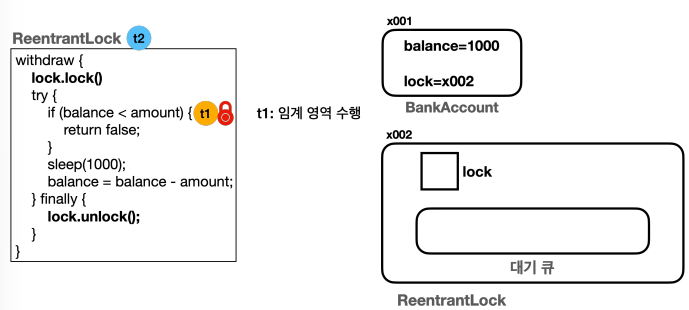 ReentrantLock t2
withdraw {
lock.lock()
try {
if (balance < amount) { t1
return false;
}
sleep(1000);
balance = balance - amount;
} finally {
lock.unlock();
}
}
t1: 임계 영역 수행
x001
balance=1000
lock=x002
BankAccount
x002
lock
대기 큐
ReentrantLock